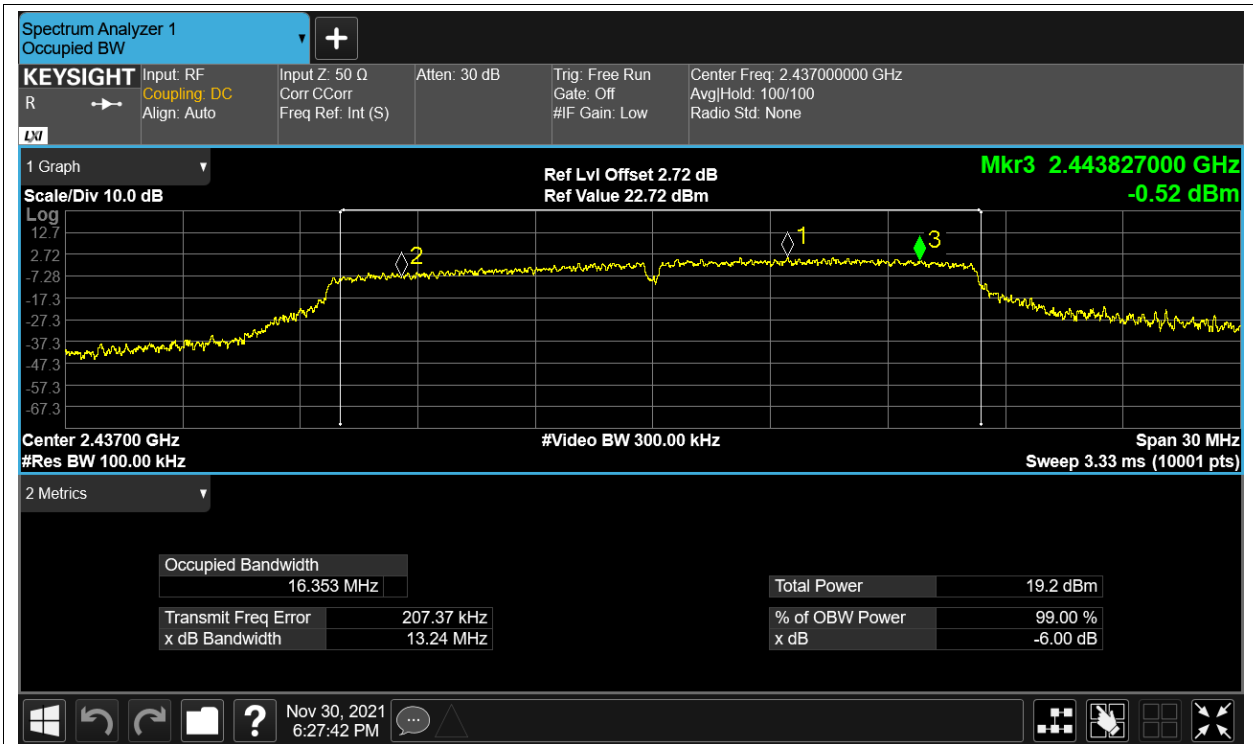 Spectrum Analyzer 1
Occupied BW
KEYSIGHT
R
LXI
Input: RF
Coupling: DC
Align: Auto
Input Z: 50 Ω
Corr CCorr
Freq Ref: Int (S)
Atten: 30 dB
Trig: Free Run
Gate: Off
#IF Gain: Low
Center Freq: 2.437000000 GHz
Avg|Hold: 100/100
Radio Std: None
1 Graph
Scale/Div 10.0 dB
Ref Lvl Offset 2.72 dB
Ref Value 22.72 dBm
Mkr3 2.443827000 GHz
-0.52 dBm
Log
12.7
2.72
-7.28
-17.3
-27.3
-37.3
-47.3
-57.3
-67.3
2
1
3
Center 2.43700 GHz
#Res BW 100.00 kHz
#Video BW 300.00 kHz
Span 30 MHz
Sweep 3.33 ms (10001 pts)
2 Metrics
Occupied Bandwidth
16.353 MHz
Transmit Freq Error 207.37 kHz
x dB Bandwidth 13.24 MHz
Total Power 19.2 dBm
% of OBW Power 99.00 %
x dB -6.00 dB
?
Nov 30, 2021
6:27:42 PM